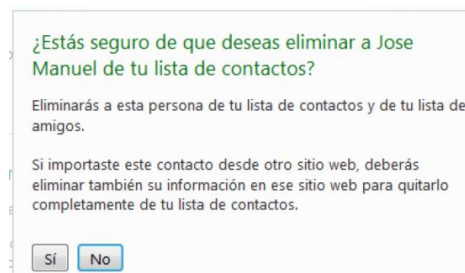 ¿Estás seguro de que deseas eliminar a Jose
Manuel de tu lista de contactos?
Eliminarás a esta persona de tu lista de contactos y de tu lista de
amigos.
Si importaste este contacto desde otro sitio web, deberás
eliminar también su información en ese sitio web para quitarlo
completamente de tu lista de contactos.
Sí No